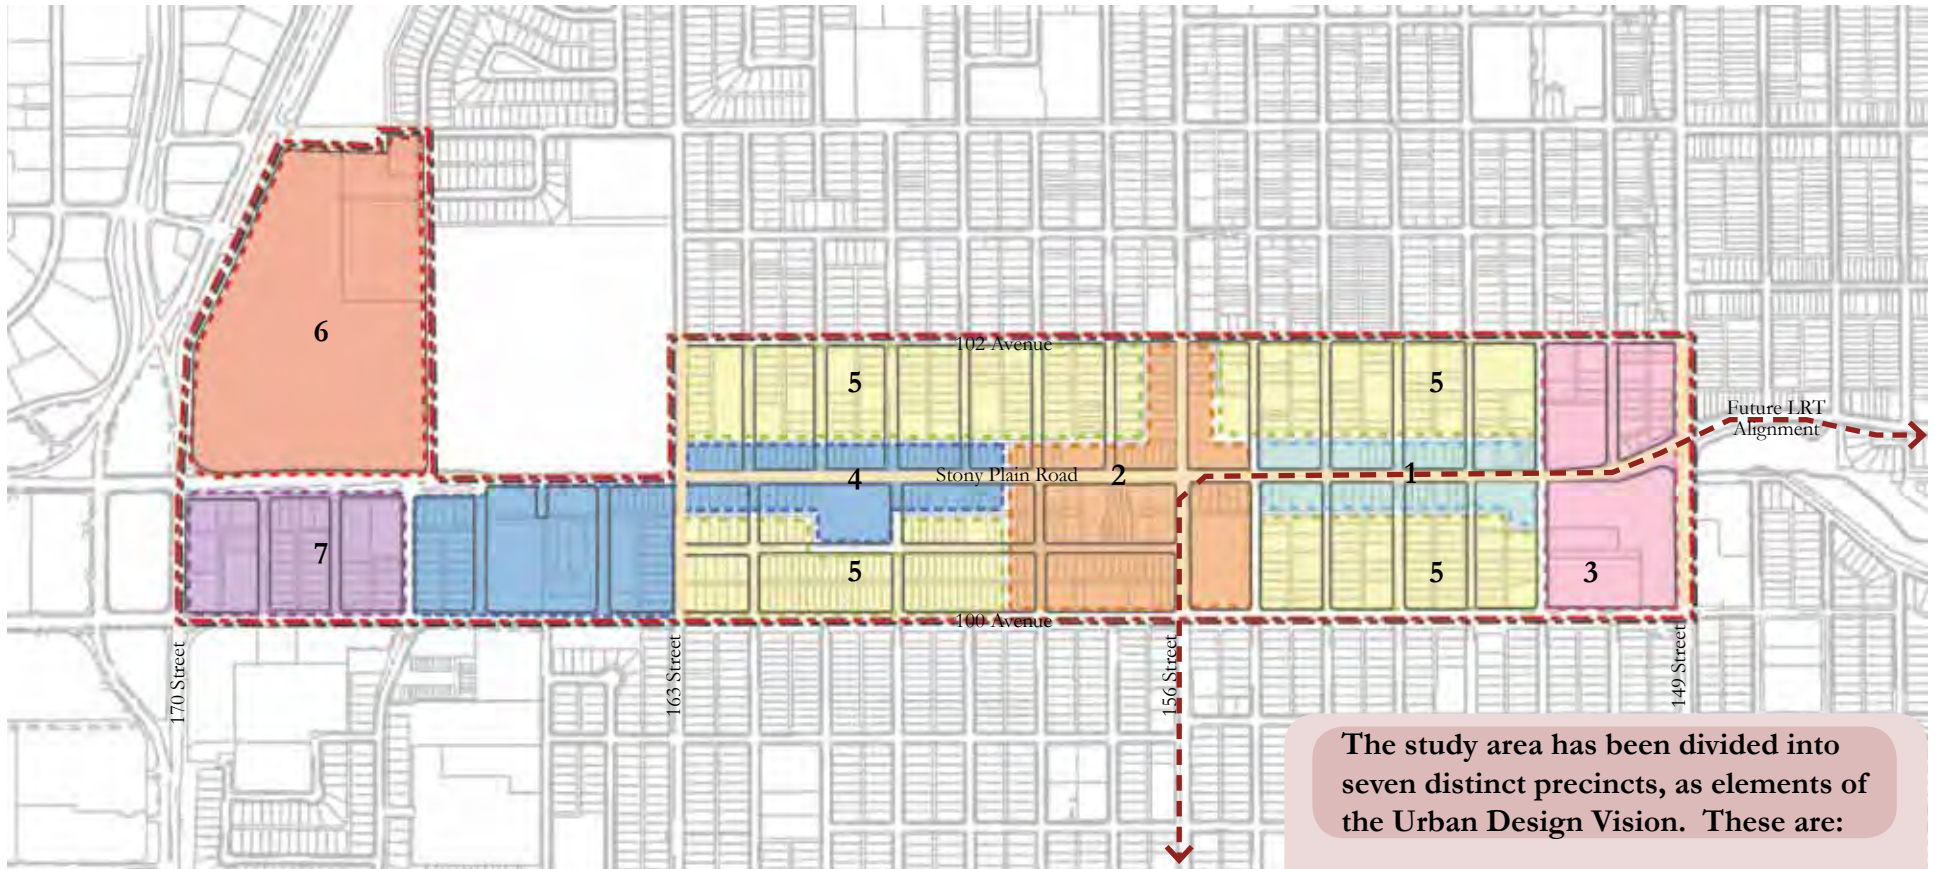 6
102 Avenue
5
5
Future LRT
Alignment
4
Stony Plain Road
2
1
7
5
5
3
100 Avenue
170 Street
163 Street
156 Street
149 Street
The study area has been divided into
seven distinct precincts, as elements of
the Urban Design Vision.  These are: